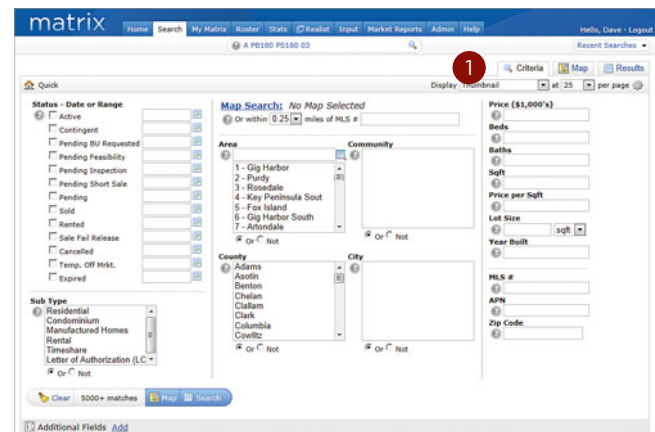 matrix Home Search My Matrix Roster Stats Realist Input Market Reports Admin Help Hello, Dave - Logout
A PB180 PS180 03 Recent Searches
1 Criteria Map Results
Quick Display Thumbnail at 25 per page
Status - Date or Range
Active
Contingent
Pending BU Requested
Pending Feasibility
Pending Inspection
Pending Short Sale
Pending
Sold
Rented
Sale Fail Release
Cancelled
Temp. Off Mrkt.
Expired
Sub Type
Residential
Condominium
Manufactured Homes
Rental
Timeshare
Letter of Authorization (LC
Or Not
Map Search: No Map Selected
Or within 0.25 miles of MLS #
Area
1 - Gig Harbor
2 - Purdy
3 - Rosedale
4 - Key Peninsula Sout
5 - Fox Island
6 - Gig Harbor South
7 - Artondale
Or Not
Community
Or Not
County
Adams
Asotin
Benton
Chelan
Clallam
Clark
Columbia
Cowlitz
Or Not
City
Or Not
Price ($1,000's)
Beds
Baths
Sqft
Price per Sqft
Lot Size
sqft
Year Built
MLS #
APN
Zip Code
Clear 5000+ matches Map Search
Additional Fields Add